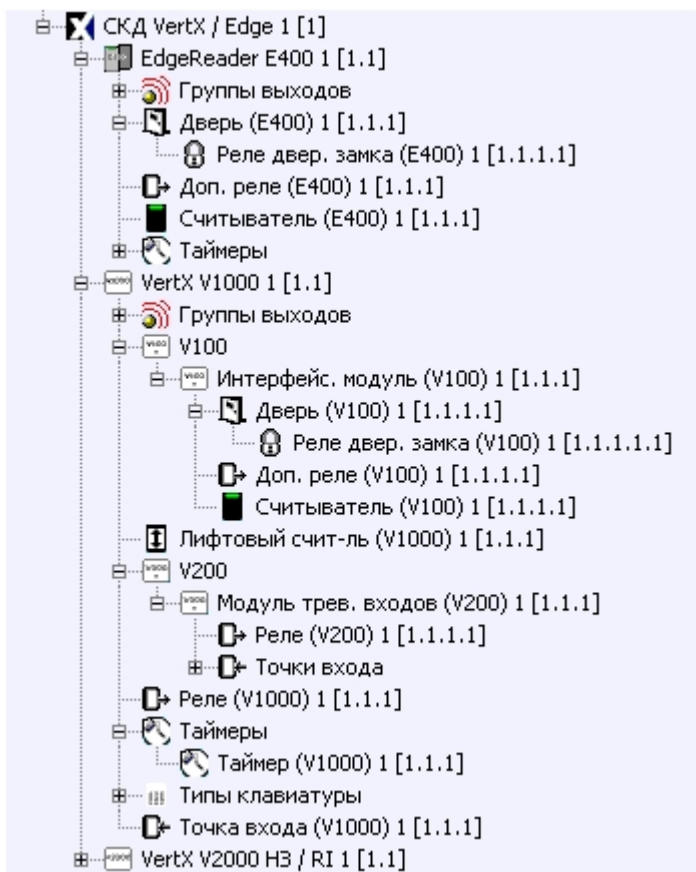 СКД VertX / Edge 1 [1]
EdgeReader E400 1 [1.1]
Группы выходов
Дверь (E400) 1 [1.1.1]
Реле двер. замка (E400) 1 [1.1.1.1]
Доп. реле (E400) 1 [1.1.1]
Считыватель (E400) 1 [1.1.1]
Таймеры
VertX V1000 1 [1.1]
Группы выходов
V100
Интерфейс. модуль (V100) 1 [1.1.1]
Дверь (V100) 1 [1.1.1.1]
Реле двер. замка (V100) 1 [1.1.1.1.1]
Доп. реле (V100) 1 [1.1.1.1]
Считыватель (V100) 1 [1.1.1.1]
Лифтовый счит-ль (V1000) 1 [1.1.1]
V200
Модуль трев. входов (V200) 1 [1.1.1]
Реле (V200) 1 [1.1.1.1]
Точки входа
Реле (V1000) 1 [1.1.1]
Таймеры
Таймер (V1000) 1 [1.1.1]
Типы клавиатуры
Точка входа (V1000) 1 [1.1.1]
VertX V2000 НЗ / RI 1 [1.1]